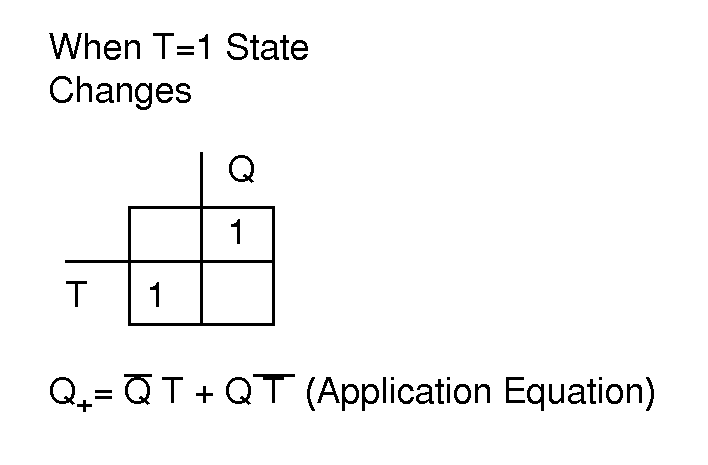 When T=1 State
Changes
Q
1
T 1
Q₊= Q̅ T + Q T̅ (Application Equation)